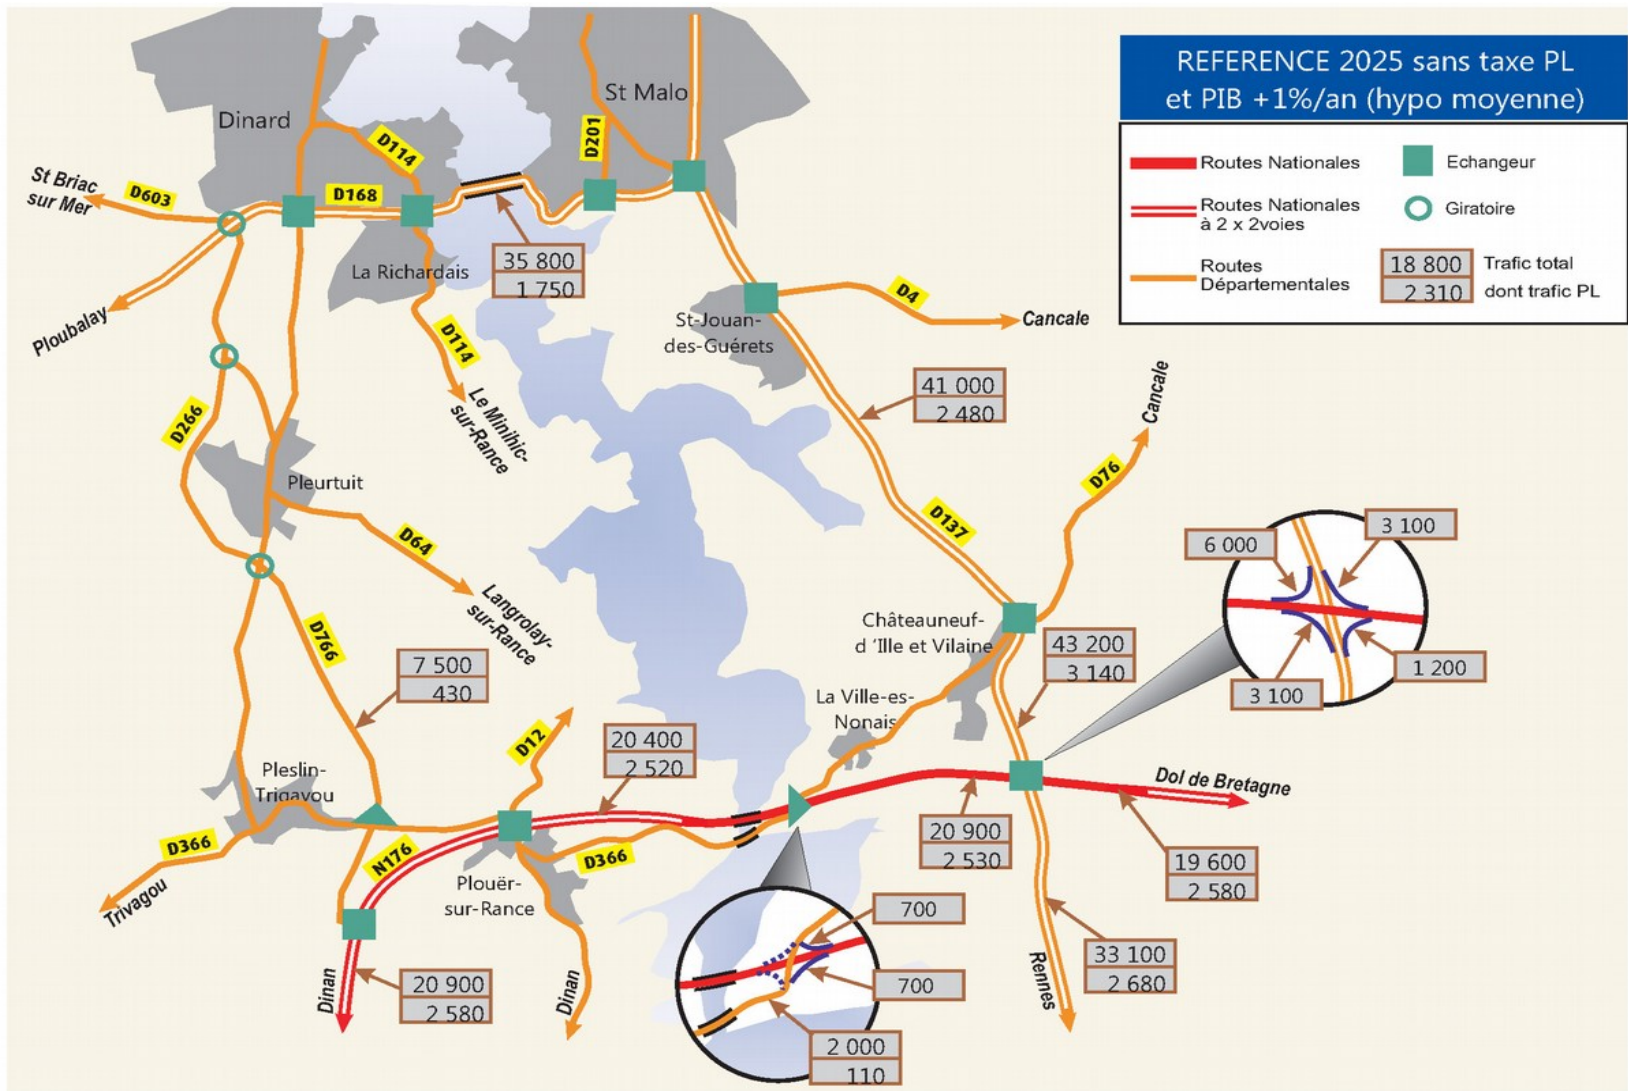 REFERENCE 2025 sans taxe PL
et PIB +1%/an (hypo moyenne)
Routes Nationales
Echangeur
Routes Nationales
à 2 x 2voies
Giratoire
Routes
Départementales
18 800
2 310
Trafic total
dont trafic PL
St Malo
Dinard
D114
D201
St Briac
sur Mer
D603
D168
La Richardais
35 800
1 750
Ploubalay
St-Jouan-
des-Guérets
D4
Cancale
D114
Le Minihic-
sur-Rance
41 000
2 480
Cancale
D266
D76
Pleurtuit
D137
D64
Langrolay-
sur-Rance
6 000
3 100
3 100
1 200
D766
Châteauneuf-
d 'Ille et Vilaine
43 200
3 140
7 500
430
La Ville-es-
Nonais
D12
20 400
2 520
Pleslin-
Trigavou
Dol de Bretagne
D366
N176
D366
20 900
2 530
19 600
2 580
Trivagou
Plouër-
sur-Rance
700
700
2 000
110
33 100
2 680
Rennes
Dinan
20 900
2 580
Dinan